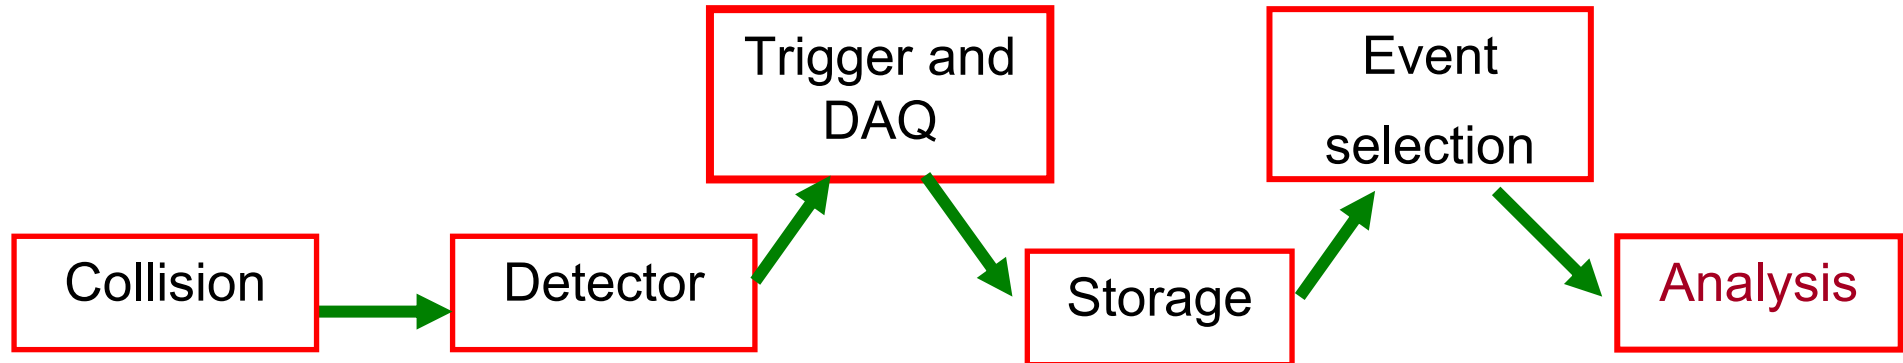 Collision
Detector
Trigger and
DAQ
Storage
Event
selection
Analysis